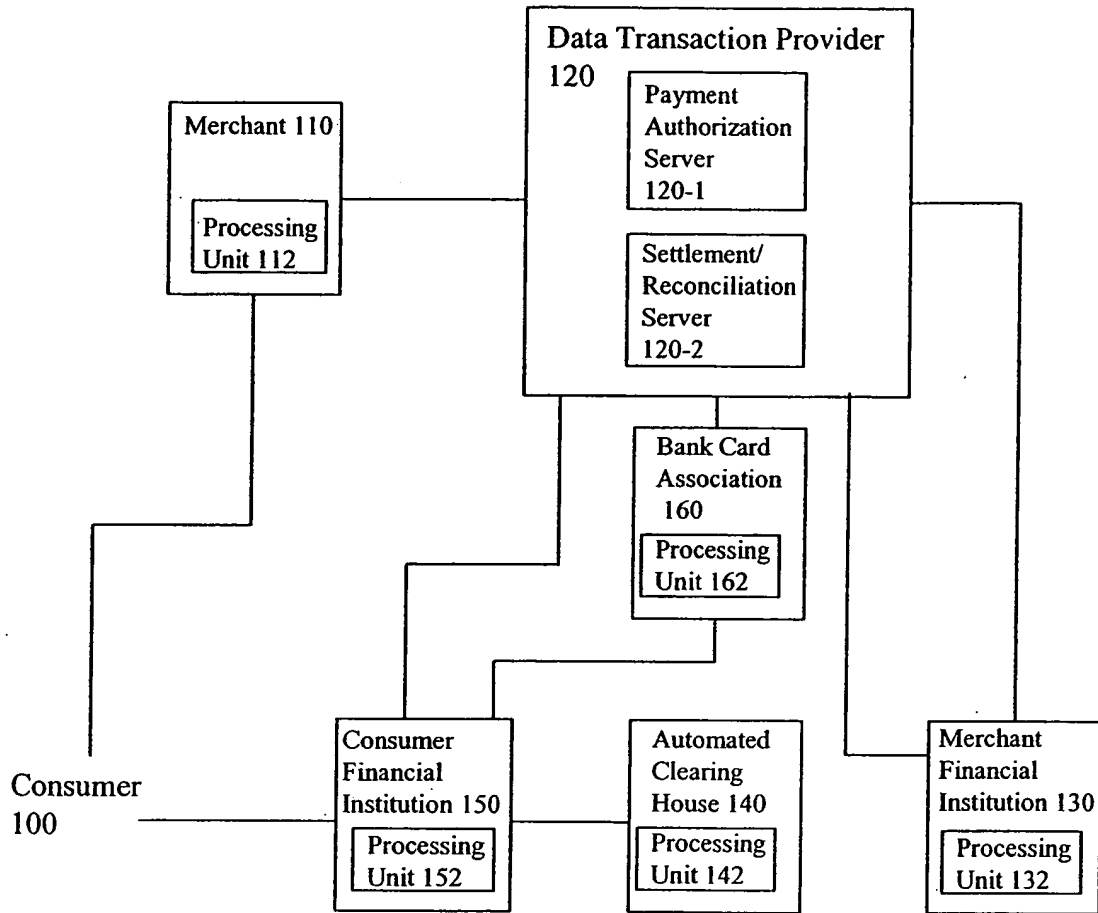 Data Transaction Provider
120
Payment
Authorization
Server
120-1
Merchant 110
Processing
Unit 112
Settlement/
Reconciliation
Server
120-2
Bank Card
Association
160
Processing
Unit 162
Consumer
100
Consumer
Financial
Institution 150
Processing
Unit 152
Automated
Clearing
House 140
Processing
Unit 142
Merchant
Financial
Institution 130
Processing
Unit 132